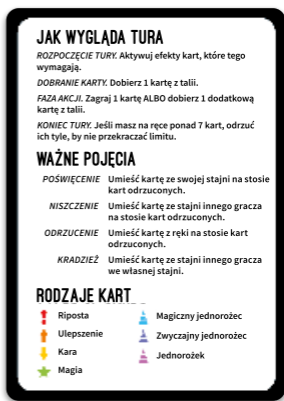 JAK WYGLĄDA TURA
ROZPOCZĘCIE TURY. Aktywuj efekty kart, które tego
wymagają.
DOBRANIE KARTY. Dobierz 1 kartę z talii.
FAZA AKCJI. Zagraj 1 kartę ALBO dobierz 1 dodatkową
kartę z talii.
KONIEC TURY. Jeśli masz na ręce ponad 7 kart, odrzuć
ich tyle, by nie przekraczać limitu.
WAŻNE POJĘCIA
POŚWIĘCENIE Umieść kartę ze swojej stajni na stosie
kart odrzuconych.
NISZCZENIE Umieść kartę ze stajni innego gracza
na stosie kart odrzuconych.
ODRZUCENIE Umieść kartę z ręki na stosie kart
odrzuconych.
KRADZIEŻ Umieść kartę ze stajni innego gracza
we własnej stajni.
RODZAJE KART
Riposta
Ulepszenie
Kara
Magia
Magiczny jednorożec
Zwyczajny jednorożec
Jednorożek